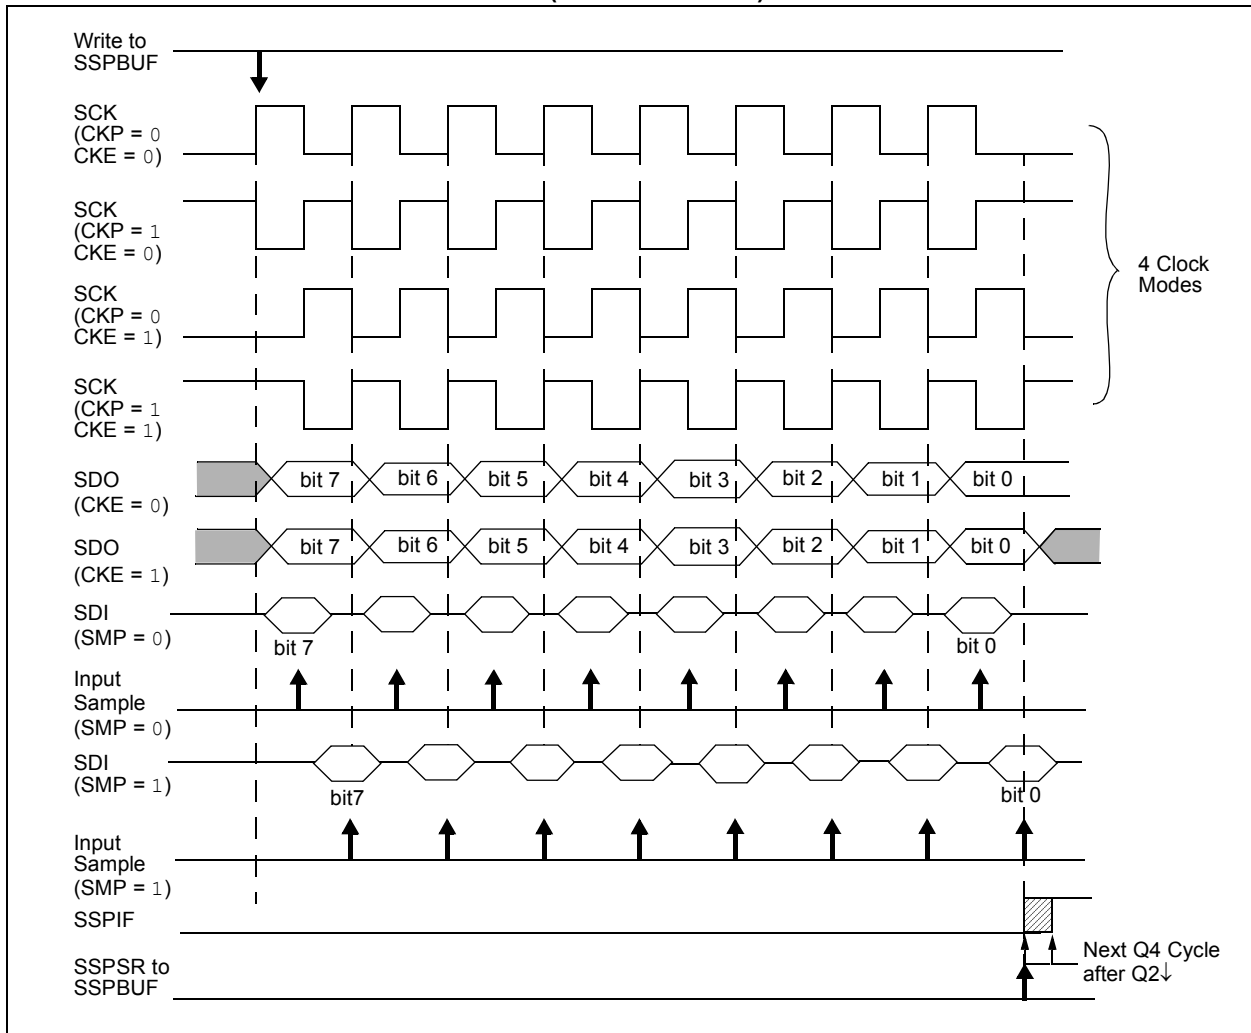 Write to
SSPBUF
SCK
(CKP = 0
CKE = 0)
SCK
(CKP = 1
CKE = 0)
SCK
(CKP = 0
CKE = 1)
SCK
(CKP = 1
CKE = 1)
4 Clock
Modes
SDO
(CKE = 0)
bit 7 bit 6 bit 5 bit 4 bit 3 bit 2 bit 1 bit 0
SDO
(CKE = 1)
bit 7 bit 6 bit 5 bit 4 bit 3 bit 2 bit 1 bit 0
SDI
(SMP = 0)
bit 7 bit 0
Input
Sample
(SMP = 0)
SDI
(SMP = 1)
bit7 bit 0
Input
Sample
(SMP = 1)
SSPIF
SSPSR to
SSPBUF
Next Q4 Cycle
after Q2↓